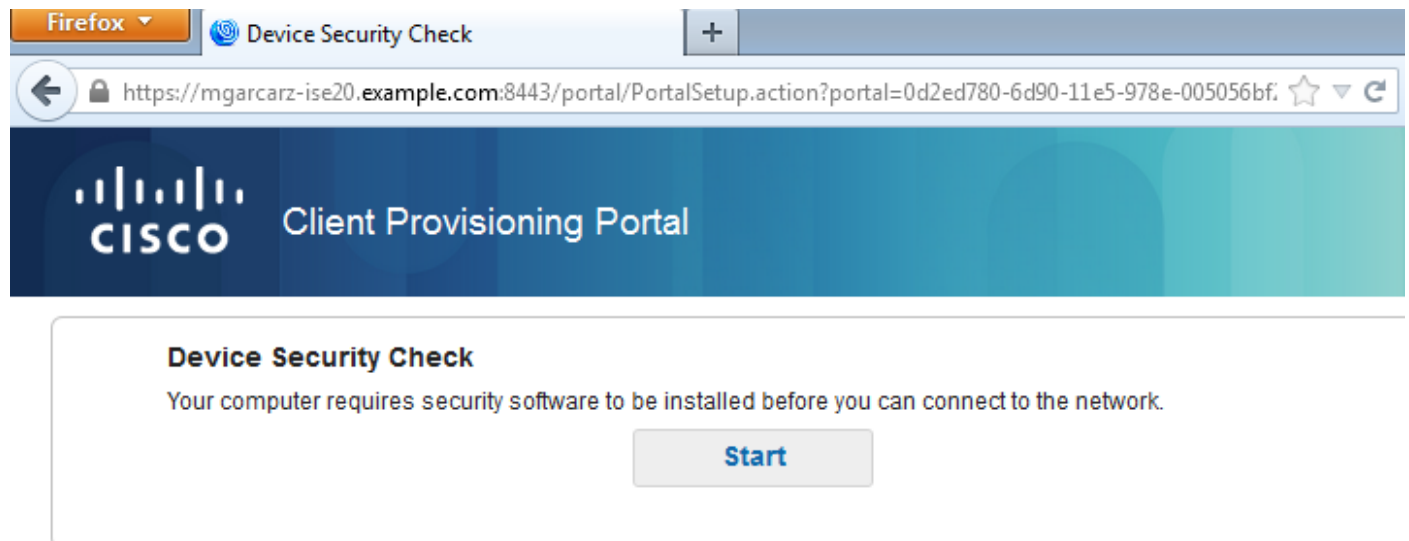 Firefox
Device Security Check
https://mgarcarz-ise20.example.com:8443/portal/PortalSetup.action?portal=0d2ed780-6d90-11e5-978e-005056bf
CISCO
Client Provisioning Portal
Device Security Check
Your computer requires security software to be installed before you can connect to the network.
Start